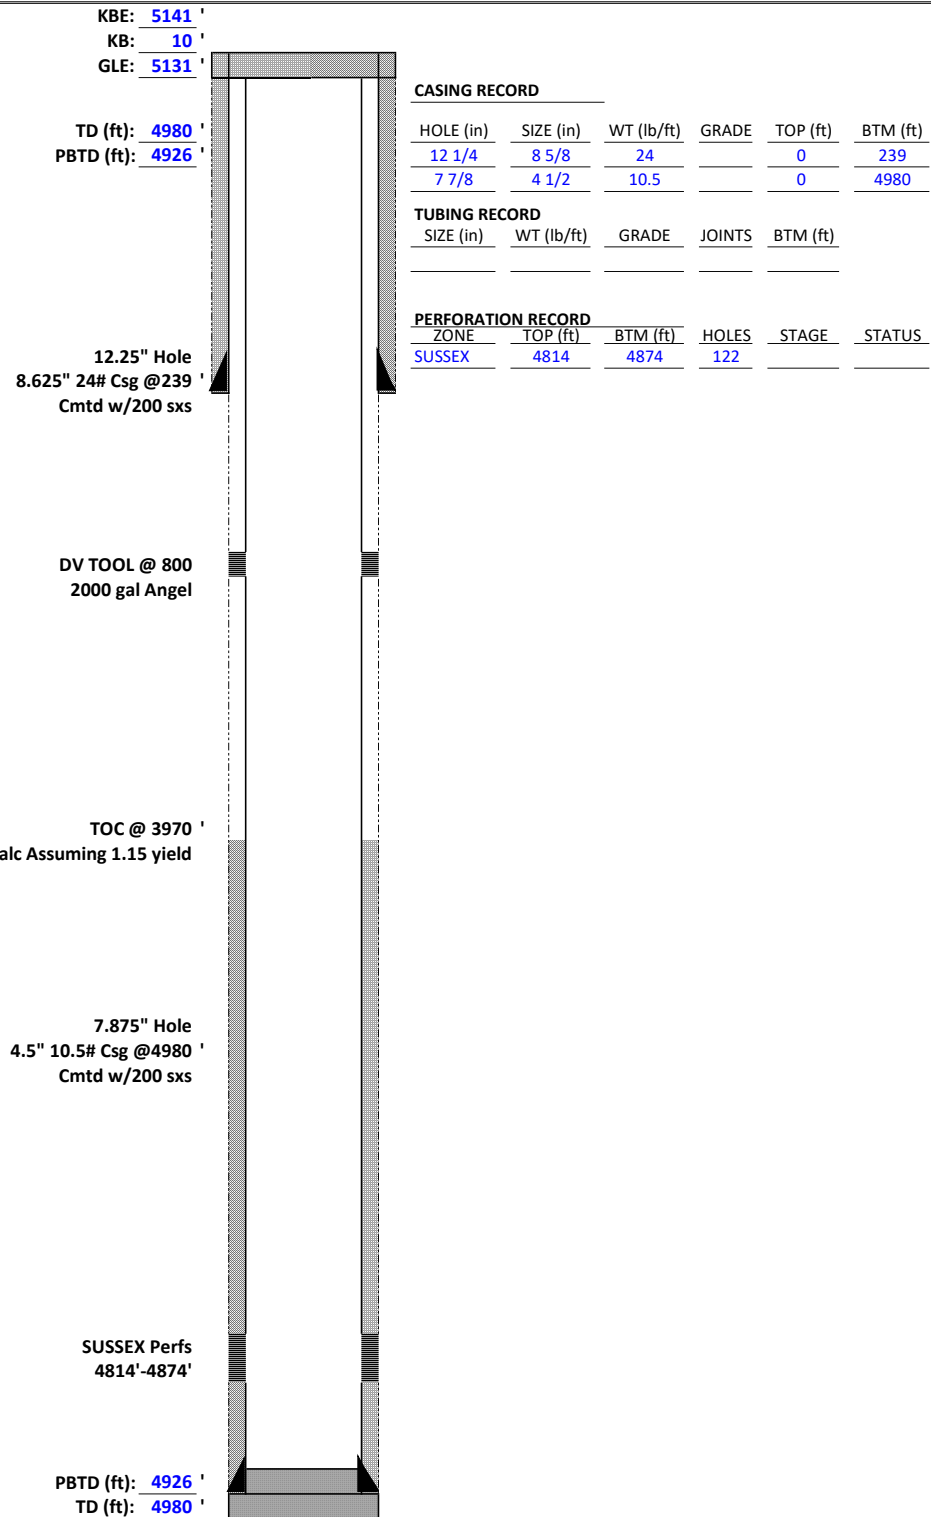 KBE: 5141 '
KB: 10 '
GLE: 5131 '
TD (ft): 4980 '
PBTD (ft): 4926 '
CASING RECORD
HOLE (in) SIZE (in) WT (lb/ft) GRADE TOP (ft) BTM (ft)
12 1/4 8 5/8 24 0 239
7 7/8 4 1/2 10.5 0 4980
TUBING RECORD
SIZE (in) WT (lb/ft) GRADE JOINTS BTM (ft)
PERFORATION RECORD
ZONE TOP (ft) BTM (ft) HOLES STAGE STATUS
SUSSEX 4814 4874 122
12.25" Hole
8.625" 24# Csg @239 '
Cmtd w/200 sxs
DV TOOL @ 800
2000 gal Angel
TOC @ 3970 '
alc Assuming 1.15 yield
7.875" Hole
4.5" 10.5# Csg @4980 '
Cmtd w/200 sxs
SUSSEX Perfs
4814'-4874'
PBTD (ft): 4926 '
TD (ft): 4980 '